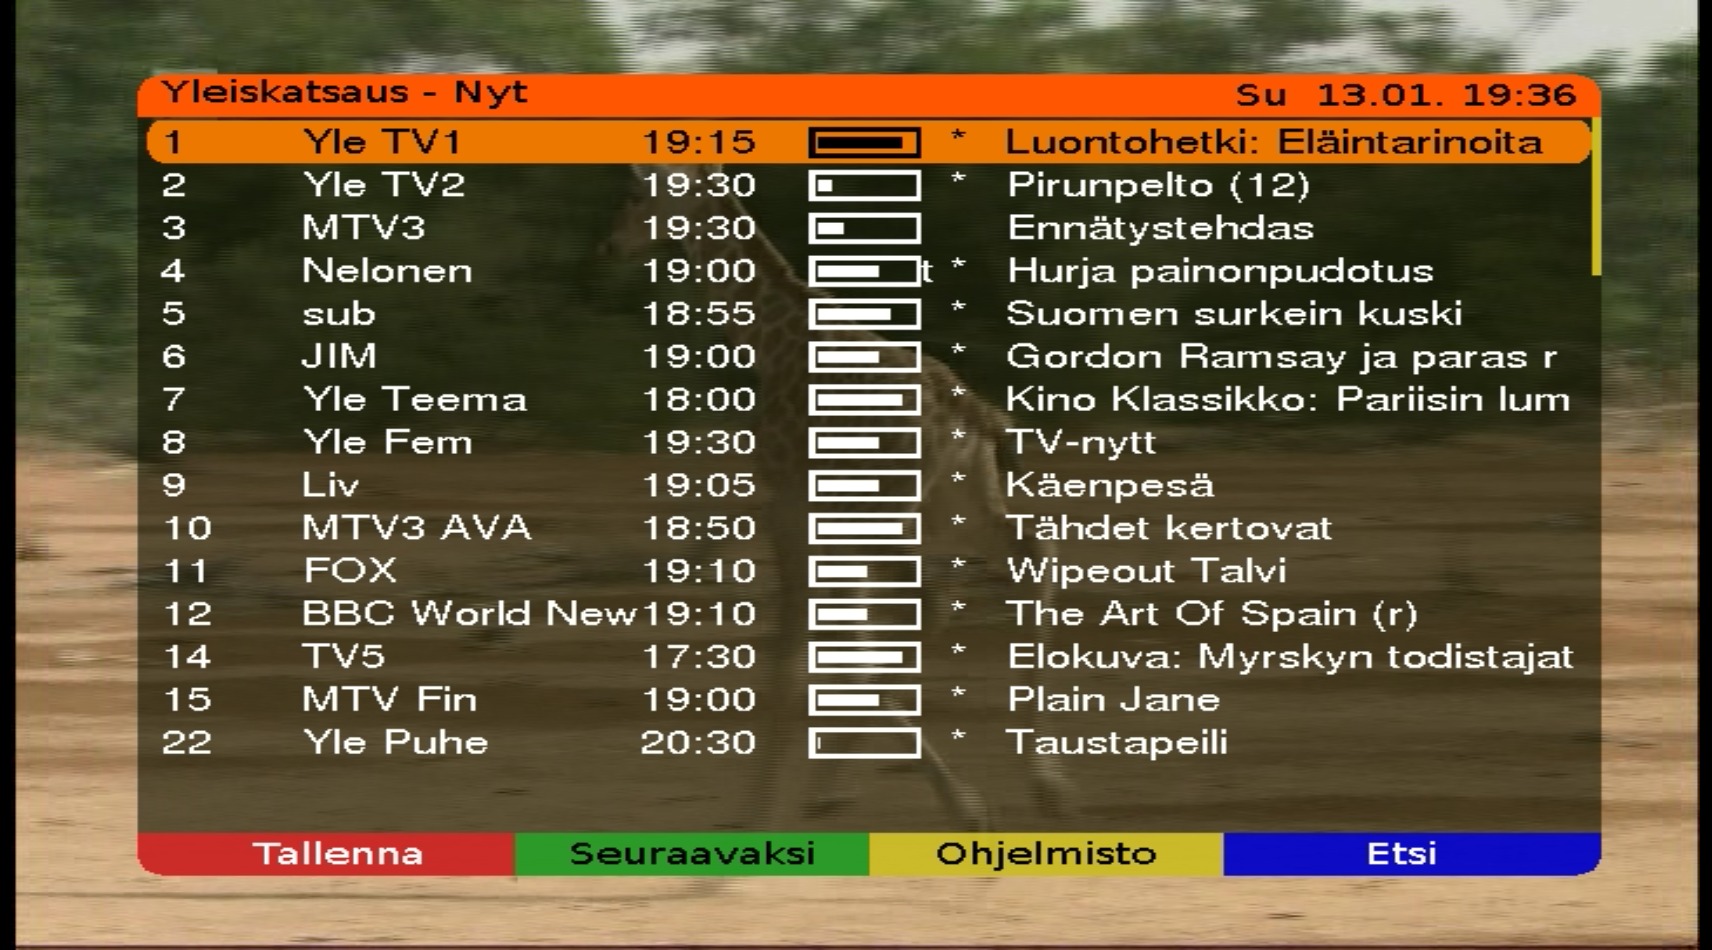 Yleiskatsaus - Nyt Su 13.01. 19:36
1 Yle TV1 19:15 * Luontohetki: Eläintarinoita
2 Yle TV2 19:30 * Pirunpelto (12)
3 MTV3 19:30 * Ennätystehdas
4 Nelonen 19:00 t * Hurja painonpudotus
5 sub 18:55 * Suomen surkein kuski
6 JIM 19:00 * Gordon Ramsay ja paras r
7 Yle Teema 18:00 * Kino Klassikko: Pariisin lum
8 Yle Fem 19:30 * TV-nytt
9 Liv 19:05 * Käenpesä
10 MTV3 AVA 18:50 * Tähdet kertovat
11 FOX 19:10 * Wipeout Talvi
12 BBC World New 19:10 * The Art Of Spain (r)
14 TV5 17:30 * Elokuva: Myrskyn todistajat
15 MTV Fin 19:00 * Plain Jane
22 Yle Puhe 20:30 * Taustapeili
Tallenna Seuraavaksi Ohjelmisto Etsi